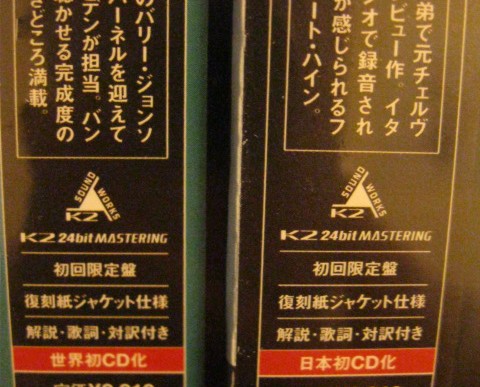 のバリー・ジョンソ
パーネルを迎えて
デンが担当。バン
聴かせる完成度の
きどころ満載。
SOUND WORKS
K2
K2 24bit MASTERING
初回限定盤
復刻紙ジャケット仕様
解説・歌詞・対訳付き
世界初CD化
弟で元チェルヴ
ビュー作。イタ
ジオで録音され
が感じられるフ
ート・ハイン。
SOUND WORKS
K2
K2 24bit MASTERING
初回限定盤
復刻紙ジャケット仕様
解説・歌詞・対訳付き
日本初CD化